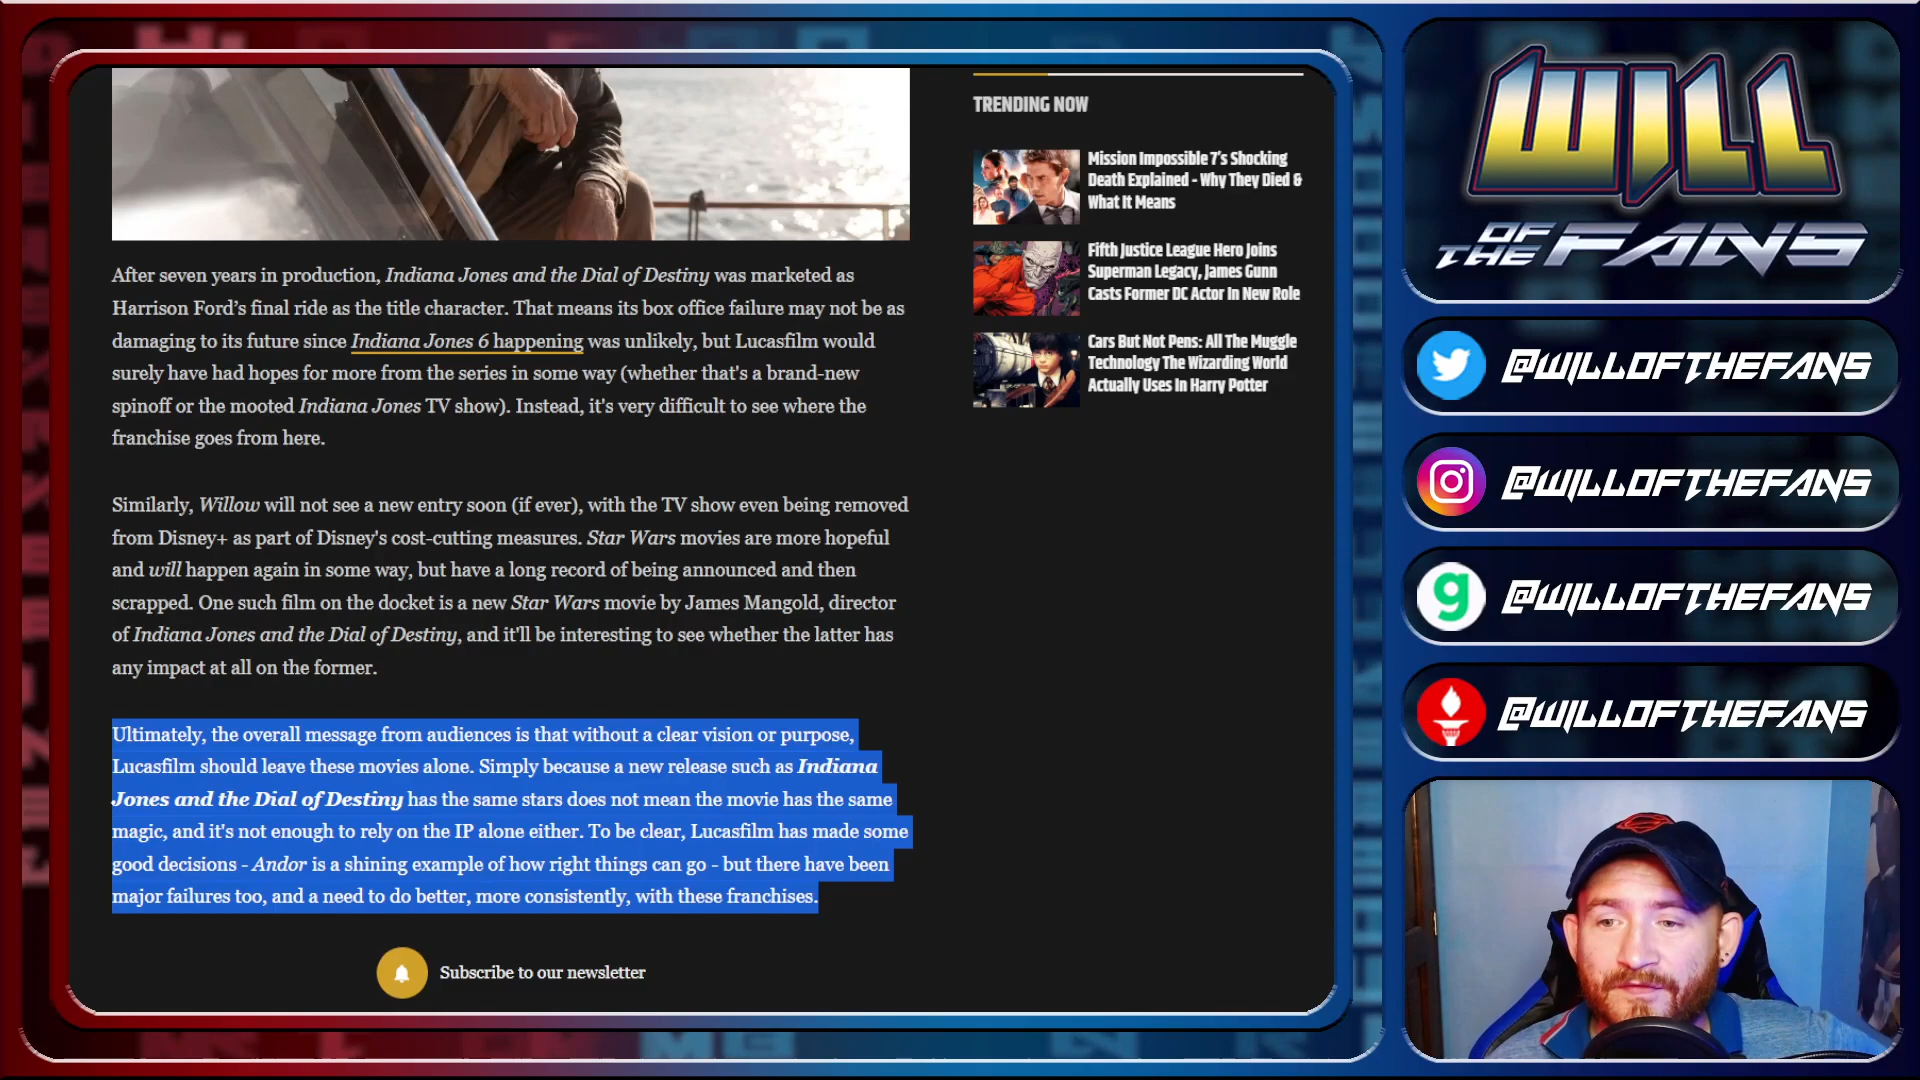 After seven years in production, Indiana Jones and the Dial of Destiny was marketed as
Harrison Ford’s final ride as the title character. That means its box office failure may not be as
damaging to its future since Indiana Jones 6 happening was unlikely, but Lucasfilm would
surely have had hopes for more from the series in some way (whether that's a brand-new
spinoff or the mooted Indiana Jones TV show). Instead, it's very difficult to see where the
franchise goes from here.
Similarly, Willow will not see a new entry soon (if ever), with the TV show even being removed
from Disney+ as part of Disney's cost-cutting measures. Star Wars movies are more hopeful
and will happen again in some way, but have a long record of being announced and then
scrapped. One such film on the docket is a new Star Wars movie by James Mangold, director
of Indiana Jones and the Dial of Destiny, and it'll be interesting to see whether the latter has
any impact at all on the former.
Ultimately, the overall message from audiences is that without a clear vision or purpose,
Lucasfilm should leave these movies alone. Simply because a new release such as Indiana
Jones and the Dial of Destiny has the same stars does not mean the movie has the same
magic, and it's not enough to rely on the IP alone either. To be clear, Lucasfilm has made some
good decisions - Andor is a shining example of how right things can go - but there have been
major failures too, and a need to do better, more consistently, with these franchises.
Subscribe to our newsletter
TRENDING NOW
Mission Impossible 7’s Shocking
Death Explained - Why They Died &
What It Means
Fifth Justice League Hero Joins
Superman Legacy, James Gunn
Casts Former DC Actor In New Role
Cars But Not Pens: All The Muggle
Technology The Wizarding World
Actually Uses In Harry Potter
WILL
OF THE FANS
@WILLOFTHEFANS
@WILLOFTHEFANS
g @WILLOFTHEFANS
@WILLOFTHEFANS